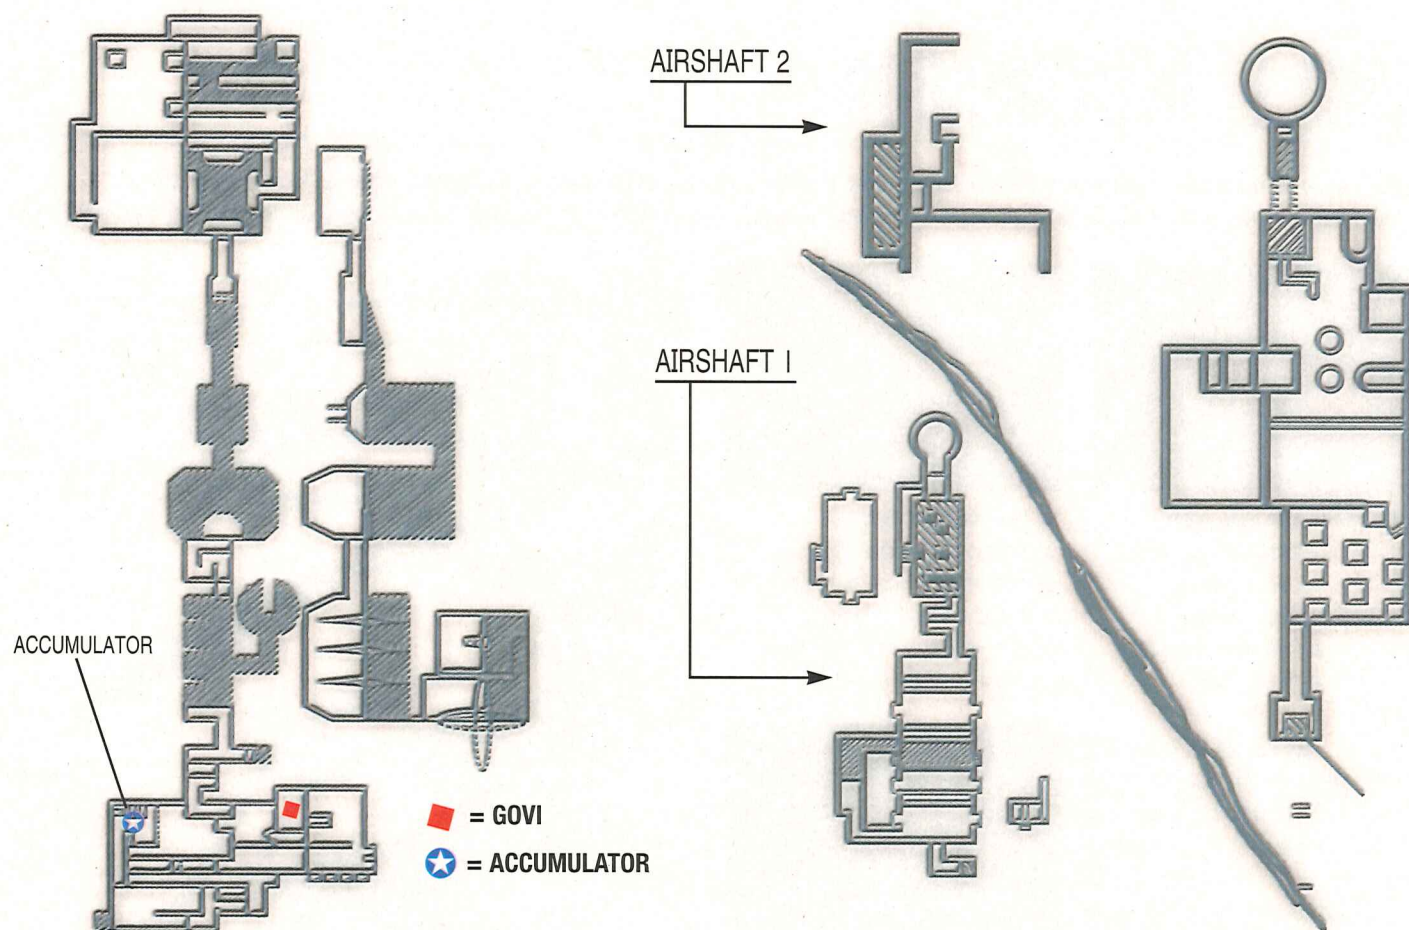 AIRSHAFT 2
AIRSHAFT 1
ACCUMULATOR
= GOVI
= ACCUMULATOR